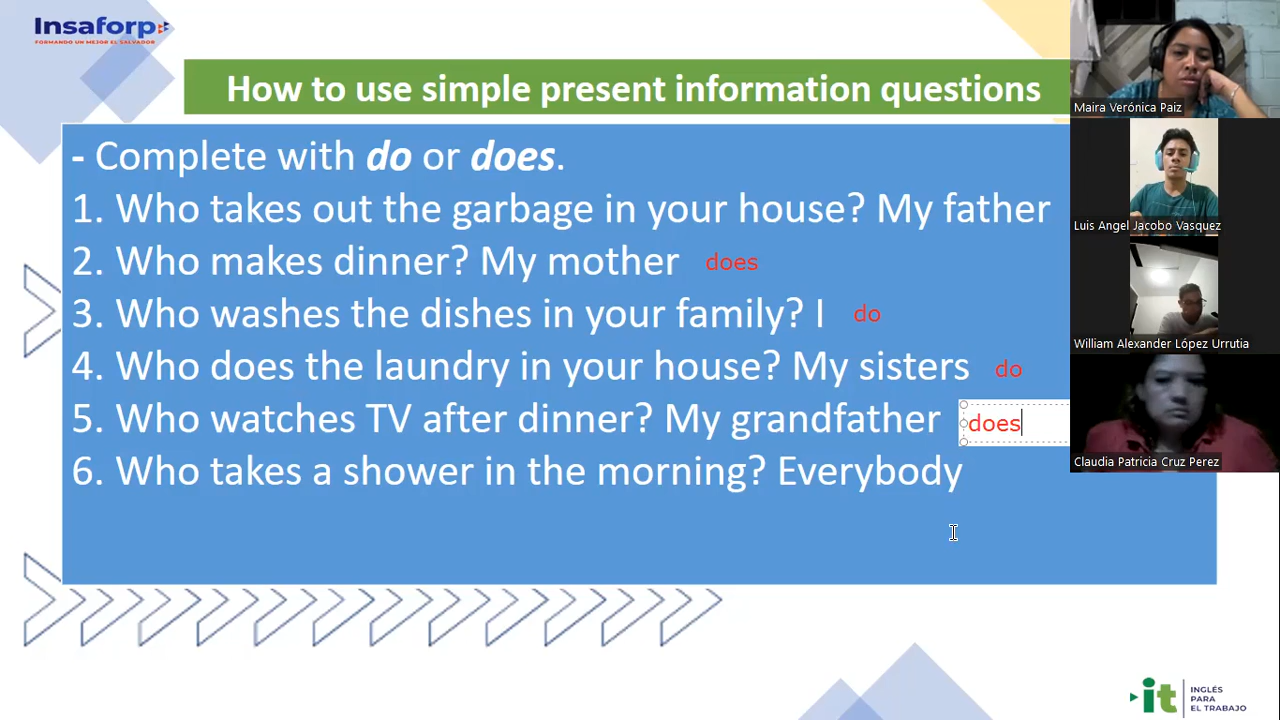 Insaforp
FORMANDO UN MEJOR EL SALVADOR
How to use simple present information questions
- Complete with do or does.
1. Who takes out the garbage in your house? My father
2. Who makes dinner? My mother does
3. Who washes the dishes in your family? I do
4. Who does the laundry in your house? My sisters do
5. Who watches TV after dinner? My grandfather does
6. Who takes a shower in the morning? Everybody
Maira Verónica Paiz
Luis Angel Jacobo Vasquez
William Alexander López Urrutia
Claudia Patricia Cruz Perez
it
INGLÉS
PARA
EL TRABAJO